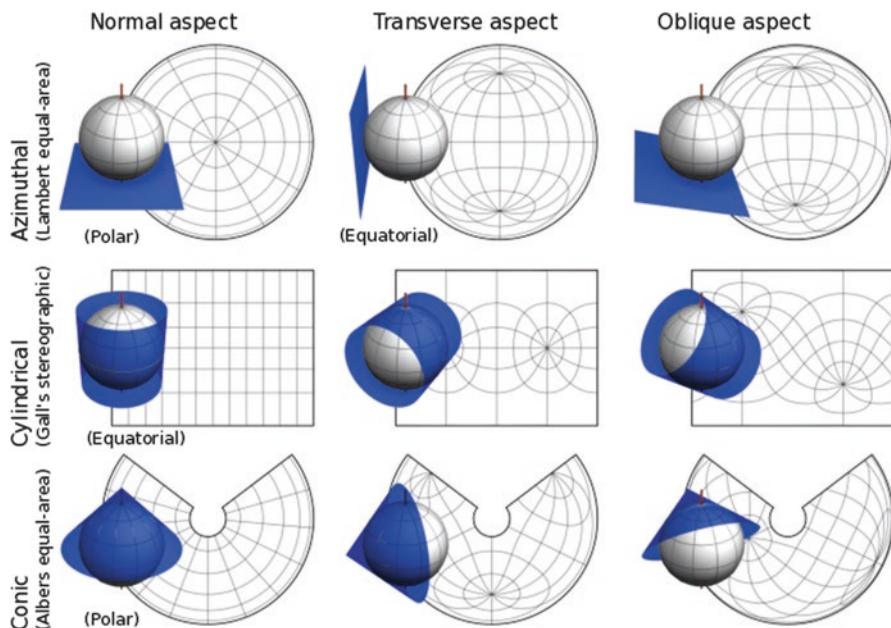 Normal aspect
Transverse aspect
Oblique aspect
Azimuthal
(Lambert equal-area)
(Polar)
(Equatorial)
Cylindrical
(Gall's stereographic)
(Equatorial)
Conic
(Albers equal-area)
(Polar)